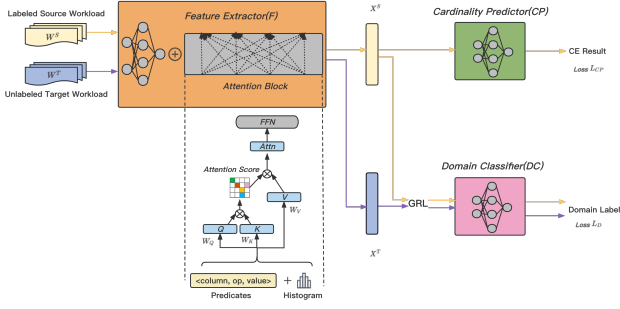 Labeled Source Workload
W^S
W^T
Unlabeled Target Workload
Feature Extractor(F)
Attention Block
X^S
Cardinality Predictor(CP)
CE Result
Loss L_CP
FFN
Attn
Attention Score
V
W_V
Q
K
W_Q
W_K
<column, op, value>
+
Predicates
Histogram
X^T
GRL
Domain Classifier(DC)
Domain Label
Loss L_D